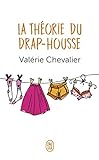 LA THÉORIE DU
DRAP-HOUSSE
Valérie Chevalier